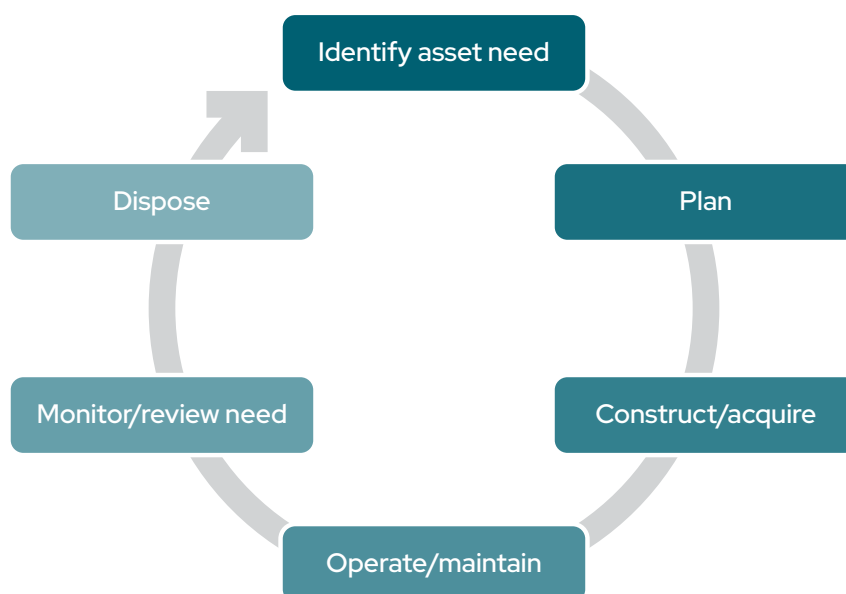 Identify asset need
Plan
Construct/acquire
Operate/maintain
Monitor/review need
Dispose